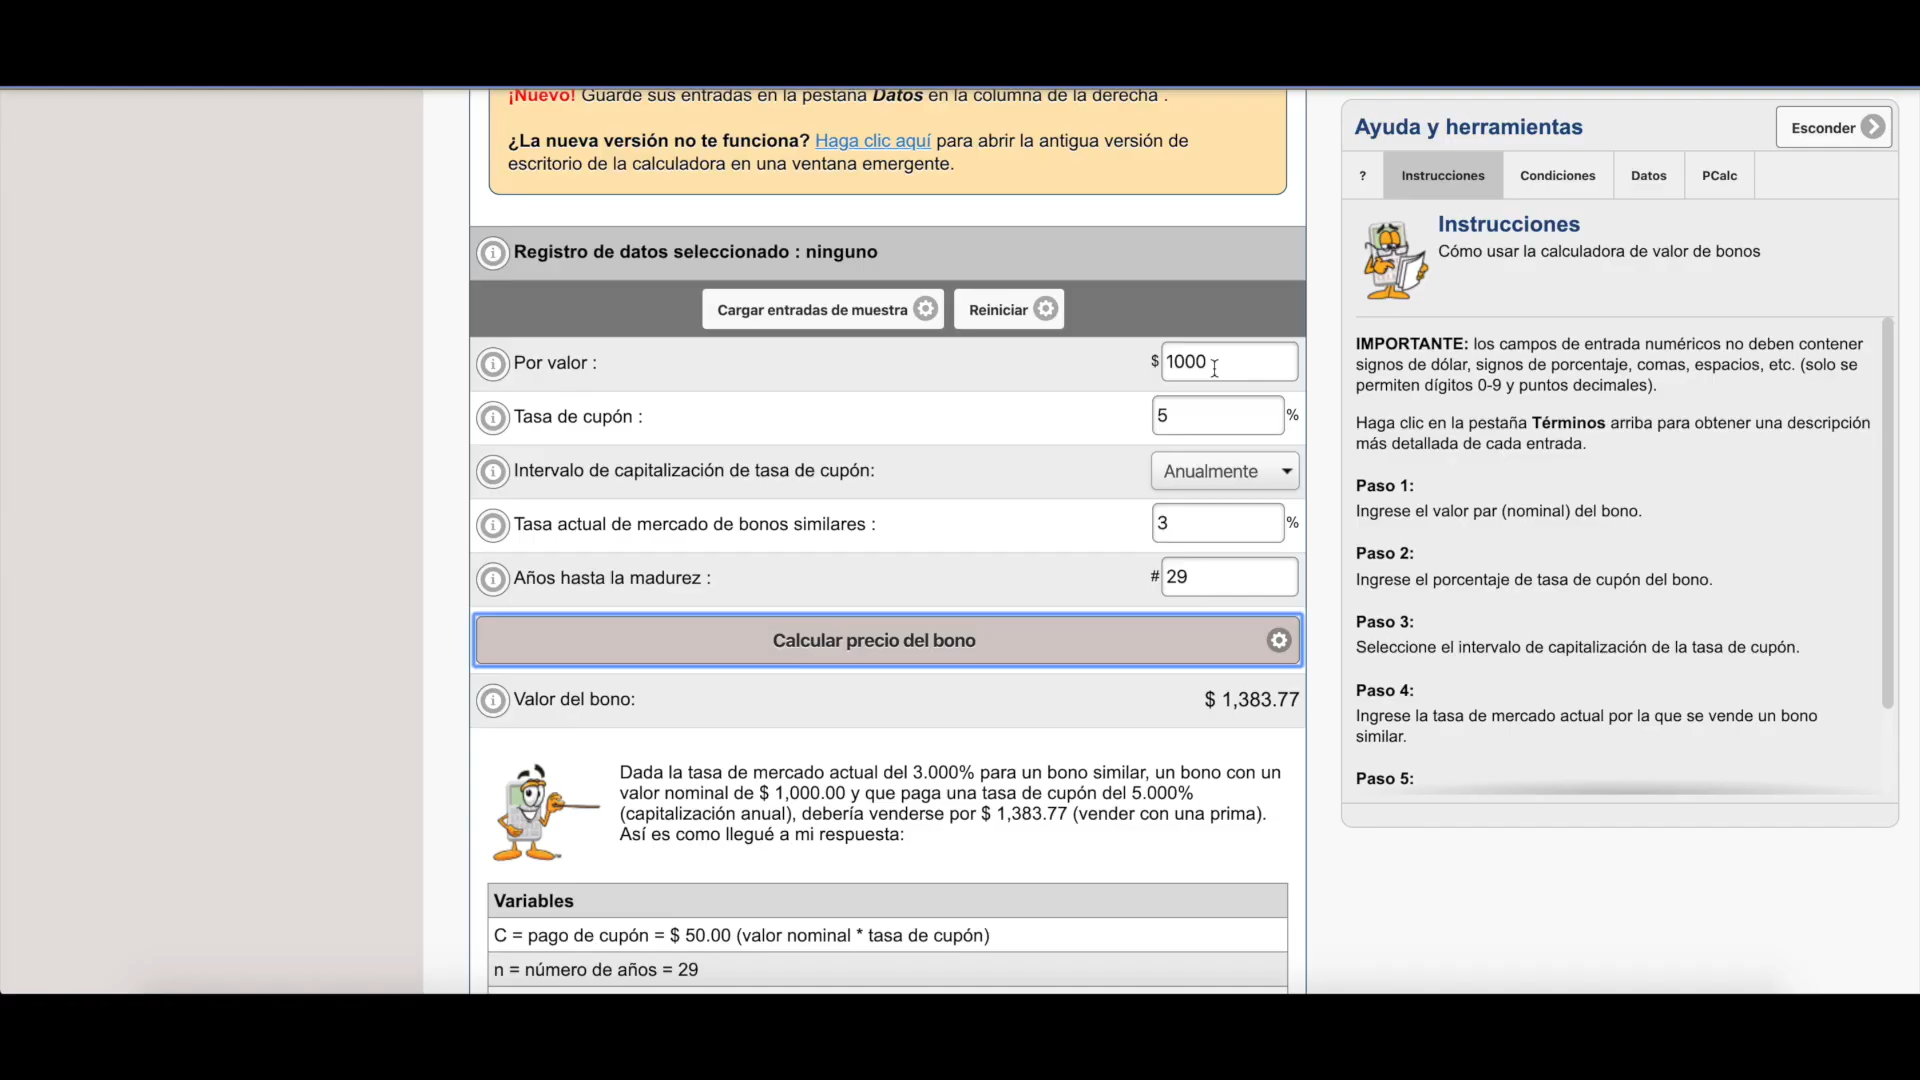 ¡Nuevo! Guarde sus entradas en la pestaña Datos en la columna de la derecha .
¿La nueva versión no te funciona? Haga clic aquí para abrir la antigua versión de
escritorio de la calculadora en una ventana emergente.
Registro de datos seleccionado : ninguno
Cargar entradas de muestra
Reiniciar
Por valor :
$ 1000
Tasa de cupón :
5 %
Intervalo de capitalización de tasa de cupón:
Anualmente
Tasa actual de mercado de bonos similares :
3 %
Años hasta la madurez :
# 29
Calcular precio del bono
Valor del bono:
$ 1,383.77
Dada la tasa de mercado actual del 3.000% para un bono similar, un bono con un
valor nominal de $ 1,000.00 y que paga una tasa de cupón del 5.000%
(capitalización anual), debería venderse por $ 1,383.77 (vender con una prima).
Así es como llegué a mi respuesta:
Variables
C = pago de cupón = $ 50.00 (valor nominal * tasa de cupón)
n = número de años = 29
Ayuda y herramientas
Esconder
?
Instrucciones
Condiciones
Datos
PCalc
Instrucciones
Cómo usar la calculadora de valor de bonos
IMPORTANTE: los campos de entrada numéricos no deben contener
signos de dólar, signos de porcentaje, comas, espacios, etc. (solo se
permiten dígitos 0-9 y puntos decimales).
Haga clic en la pestaña Términos arriba para obtener una descripción
más detallada de cada entrada.
Paso 1:
Ingrese el valor par (nominal) del bono.
Paso 2:
Ingrese el porcentaje de tasa de cupón del bono.
Paso 3:
Seleccione el intervalo de capitalización de la tasa de cupón.
Paso 4:
Ingrese la tasa de mercado actual por la que se vende un bono
similar.
Paso 5: